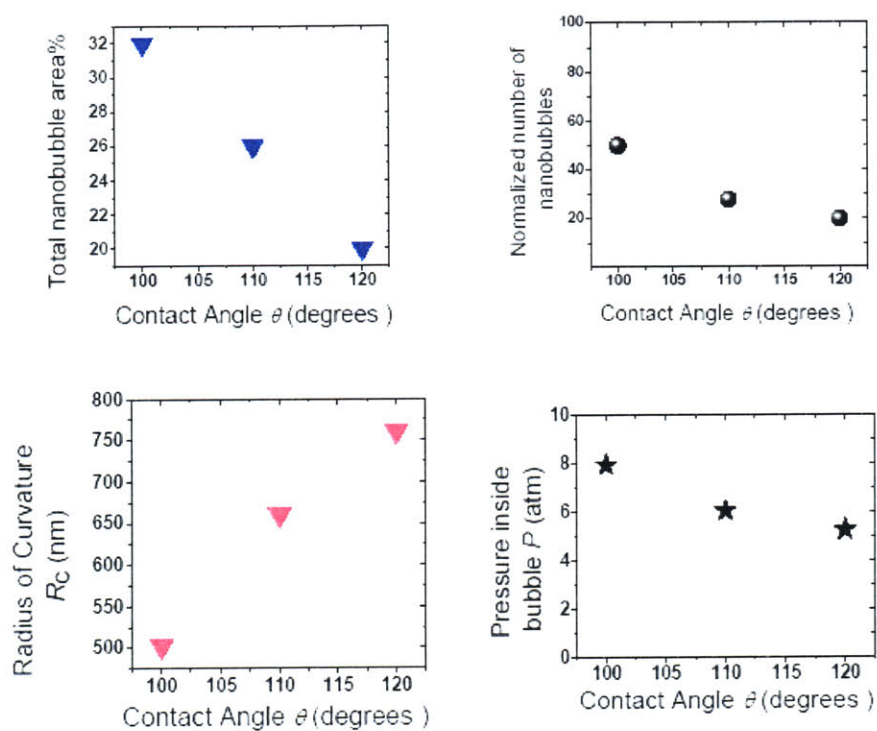 Total nanobubble area%
32
30
28
26
24
22
20
100 105 110 115 120
Contact Angle θ (degrees )
Normalized number of
nanobubbles
100
80
60
40
20
100 105 110 115 120
Contact Angle θ (degrees )
Radius of Curvature
RC (nm)
800
750
700
650
600
550
500
100 105 110 115 120
Contact Angle θ (degrees )
Pressure inside
bubble P (atm)
10
8
6
4
2
0
100 105 110 115 120
Contact Angle θ (degrees )